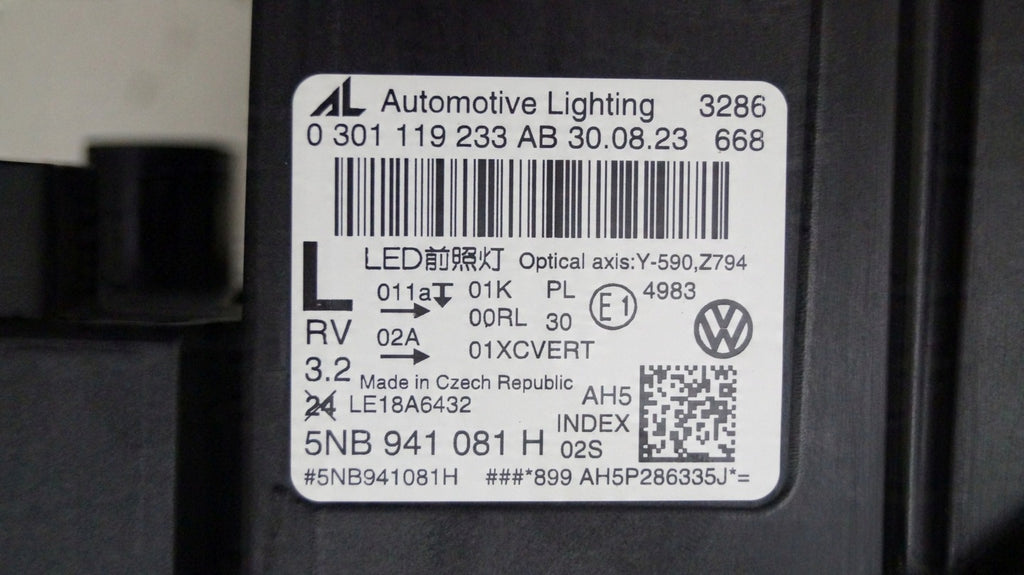 AL Automotive Lighting 3286
0 301 119 233 AB 30.08.23 668
L LED前照灯 Optical axis:Y-590,Z794
011a 01K PL E1 4983
00RL 30
RV 02A 01XCVERT
3.2 Made in Czech Republic
24 LE18A6432 AH5
5NB 941 081 H INDEX 02S
#5NB941081H ###*899 AH5P286335J*=